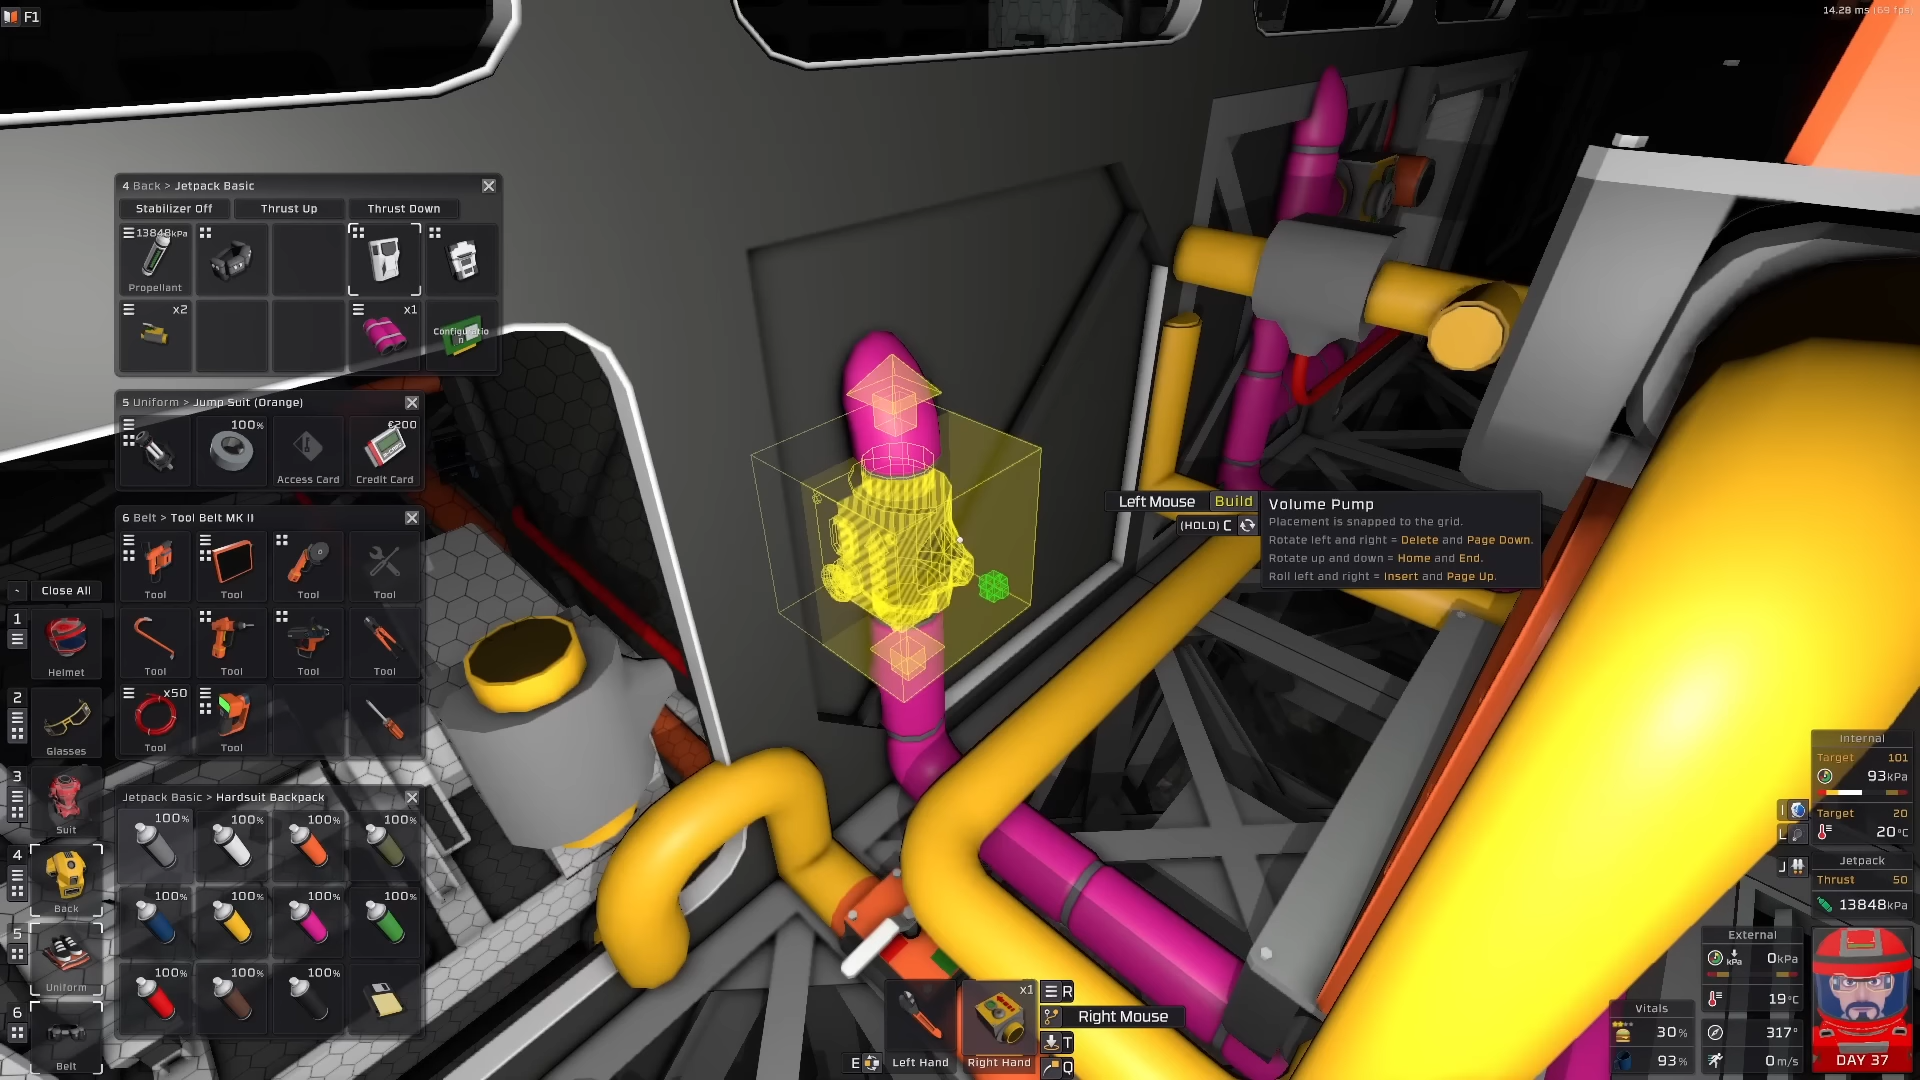 F1
14.28 ms (69 fps)
4 Back > Jetpack Basic
Stabilizer Off
Thrust Up
Thrust Down
13848kPa
Propellant
x2
x1
Configuratio
n
5 Uniform > Jump Suit (Orange)
100%
€200
Access Card
Credit Card
6 Belt > Tool Belt MK II
Tool
Tool
Tool
Tool
Tool
Tool
Tool
Tool
x50
Tool
Tool
~
Close All
1
Helmet
2
Glasses
3
Suit
4
Back
5
Uniform
6
Belt
Jetpack Basic > Hardsuit Backpack
100%
100%
100%
100%
100%
100%
100%
100%
100%
100%
100%
Left Mouse
Build
(HOLD) C
Volume Pump
Placement is snapped to the grid.
Rotate left and right = Delete and Page Down.
Rotate up and down = Home and End.
Roll left and right = Insert and Page Up.
E
Left Hand
x1
Right Hand
R
Right Mouse
T
Q
Internal
Target 101
93kPa
Target 20
20°C
I
L
J
Jetpack
Thrust 50
13848kPa
External
kPa
0kPa
19°C
317°
0m/s
Vitals
30%
93%
DAY 37